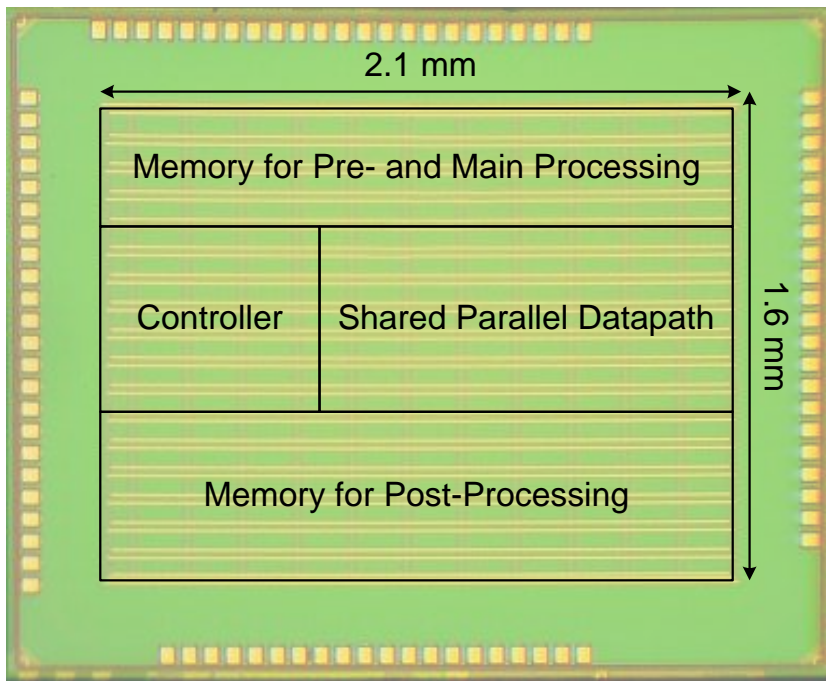 2.1 mm
Memory for Pre- and Main Processing
Controller
Shared Parallel Datapath
1.6 mm
Memory for Post-Processing